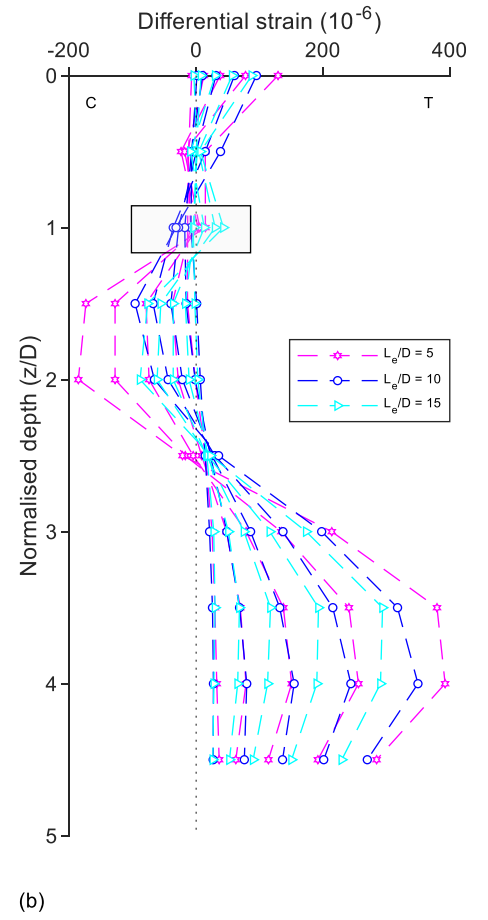 Differential strain (10⁻⁶)
-200 0 200 400
0
C T
1
Normalised depth (z/D)
2
Lₑ/D = 5
Lₑ/D = 10
Lₑ/D = 15
3
4
5
(b)